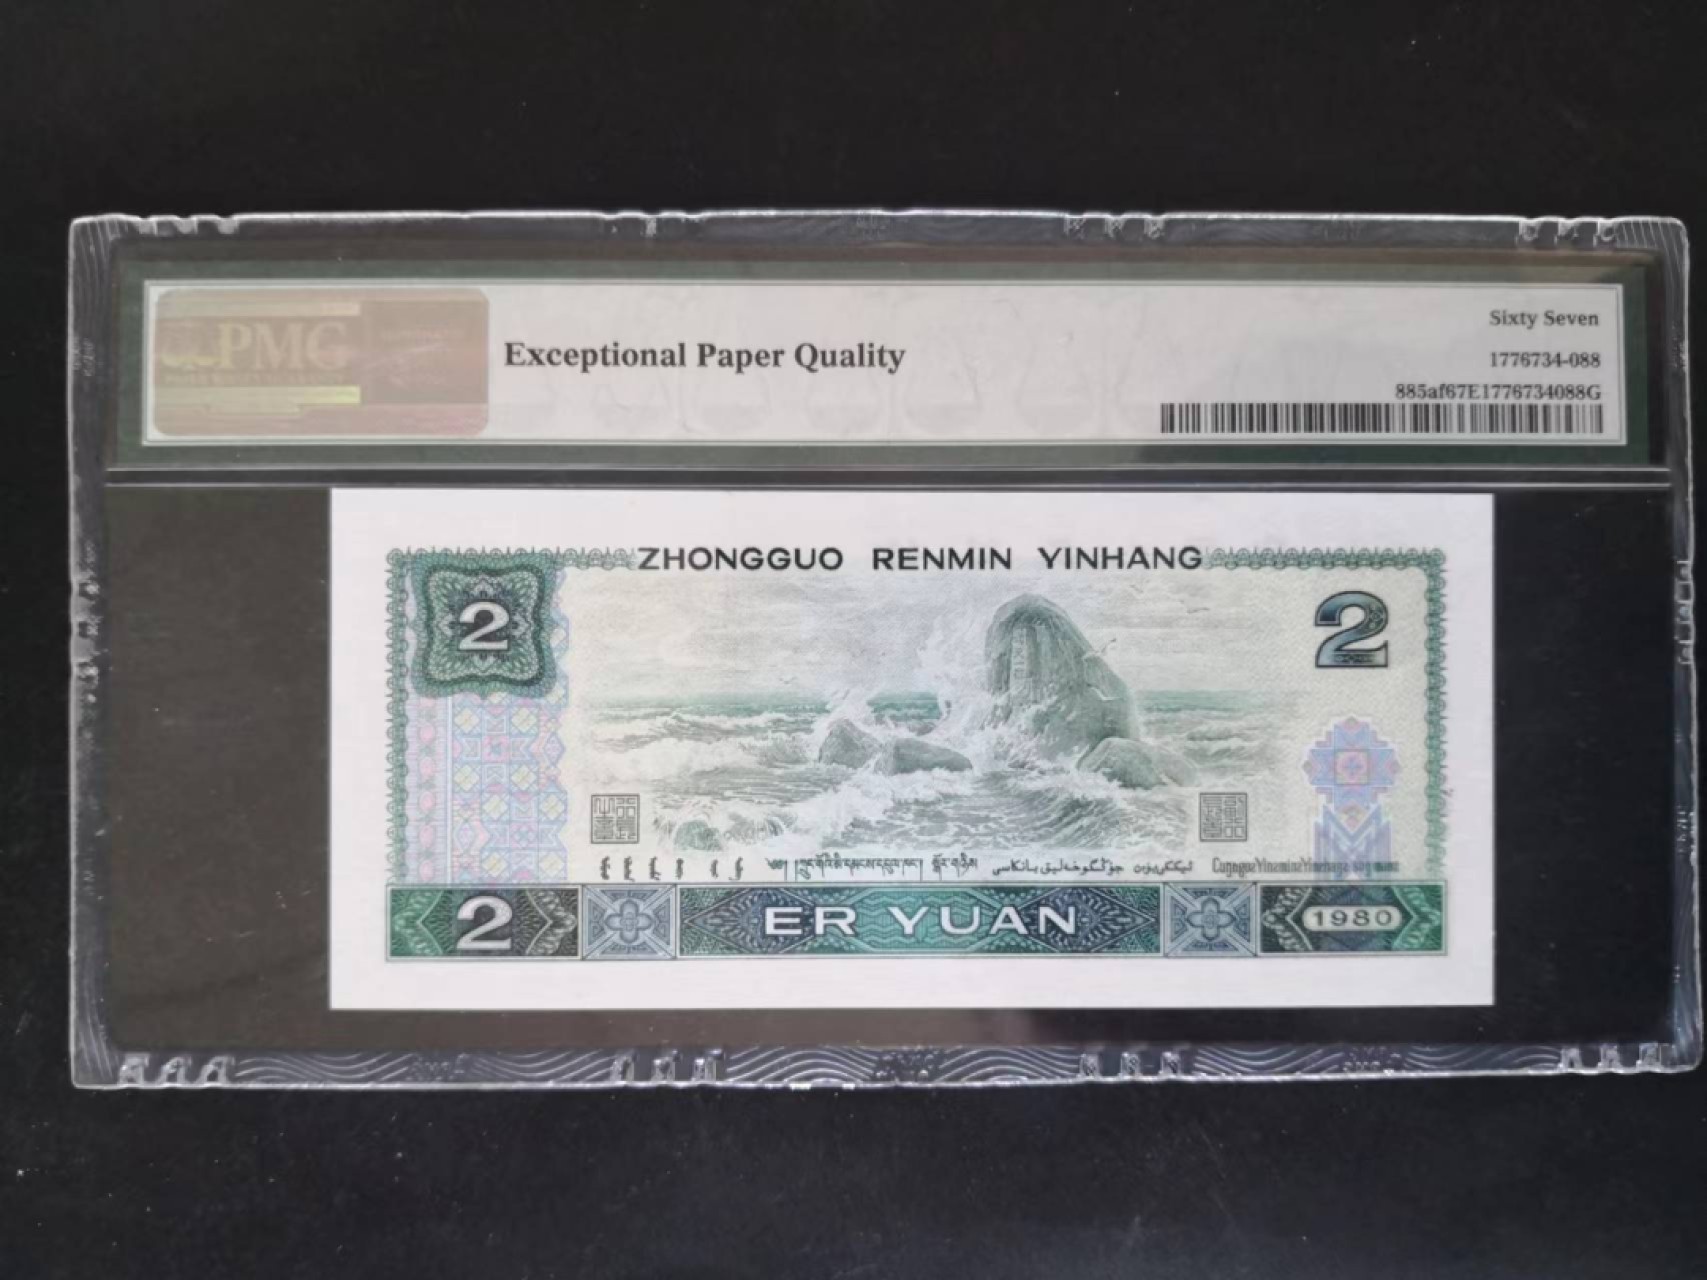 PMG
Exceptional Paper Quality
Sixty Seven
1776734-088
885af67E1776734088G
ZHONGGUO RENMIN YINHANG
2
2
2
ER YUAN
1980